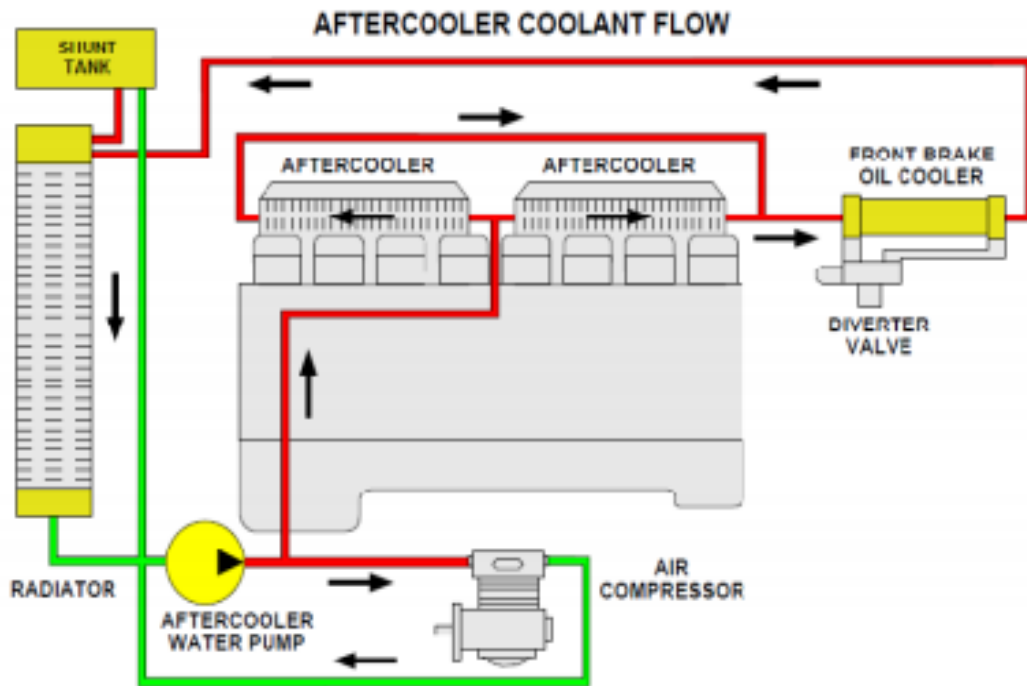 AFTERCOOLER COOLANT FLOW
SHUNT
TANK
AFTERCOOLER
AFTERCOOLER
FRONT BRAKE
OIL COOLER
DIVERTER
VALVE
RADIATOR
AFTERCOOLER
WATER PUMP
AIR
COMPRESSOR